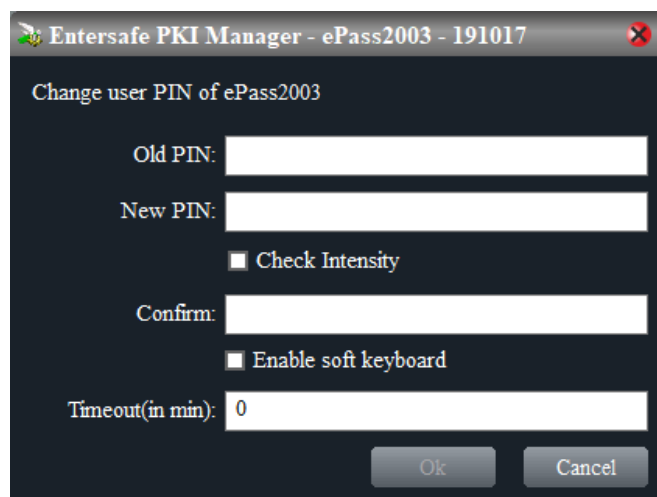 Entersafe PKI Manager - ePass2003 - 191017
Change user PIN of ePass2003
Old PIN:
New PIN:
Check Intensity
Confirm:
Enable soft keyboard
Timeout(in min): 0
Ok Cancel